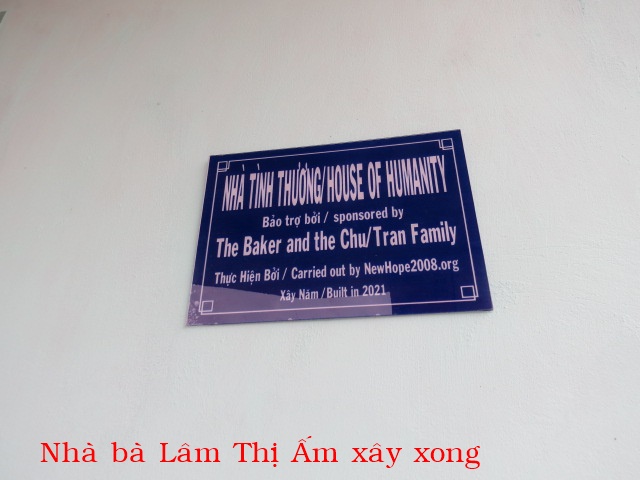 NHÀ TÌNH THƯƠNG/HOUSE OF HUMANITY
Bảo trợ bởi / sponsored by
The Baker and the Chu/Tran Family
Thực Hiện Bởi / Carried out by NewHope2008.org
Xây Năm /Built in 2021
Nhà bà Lâm Thị Ấm xây xong